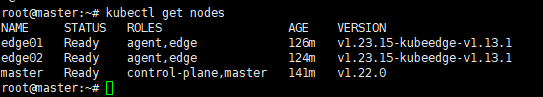 root@master:~# kubectl get nodes
NAME STATUS ROLES AGE VERSION
edge01 Ready agent,edge 126m v1.23.15-kubeedge-v1.13.1
edge02 Ready agent,edge 124m v1.23.15-kubeedge-v1.13.1
master Ready control-plane,master 141m v1.22.0
root@master:~#